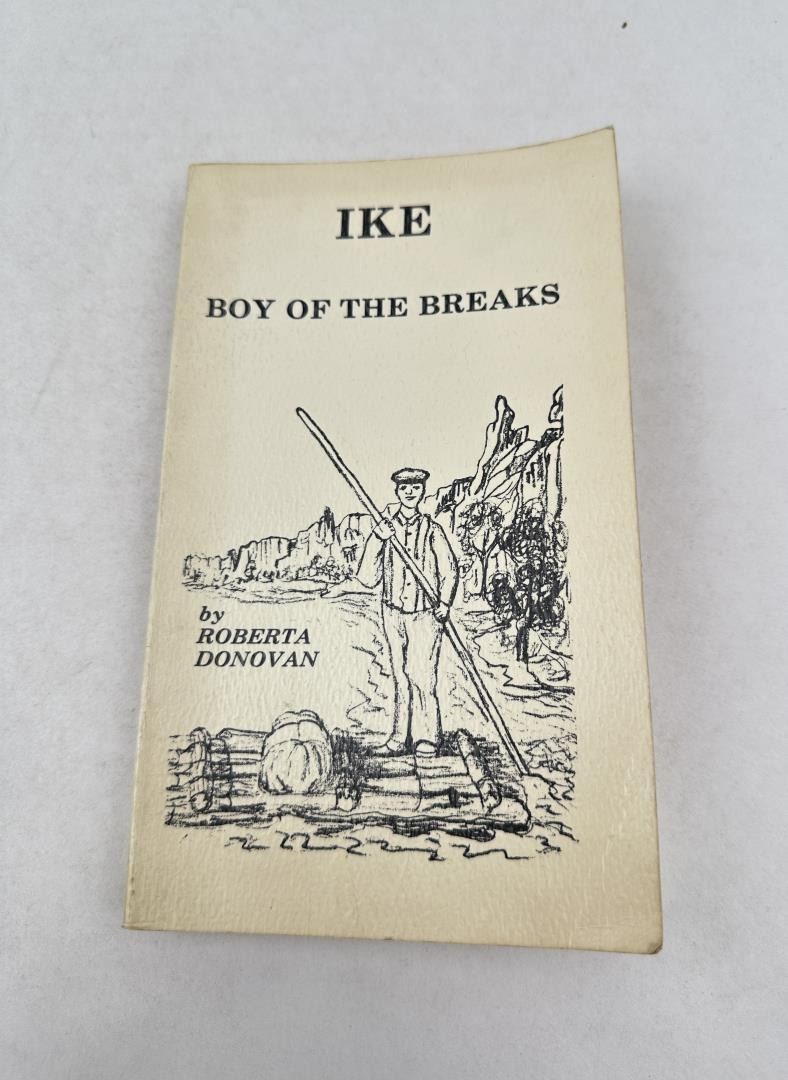 IKE
BOY OF THE BREAKS
by
ROBERTA
DONOVAN